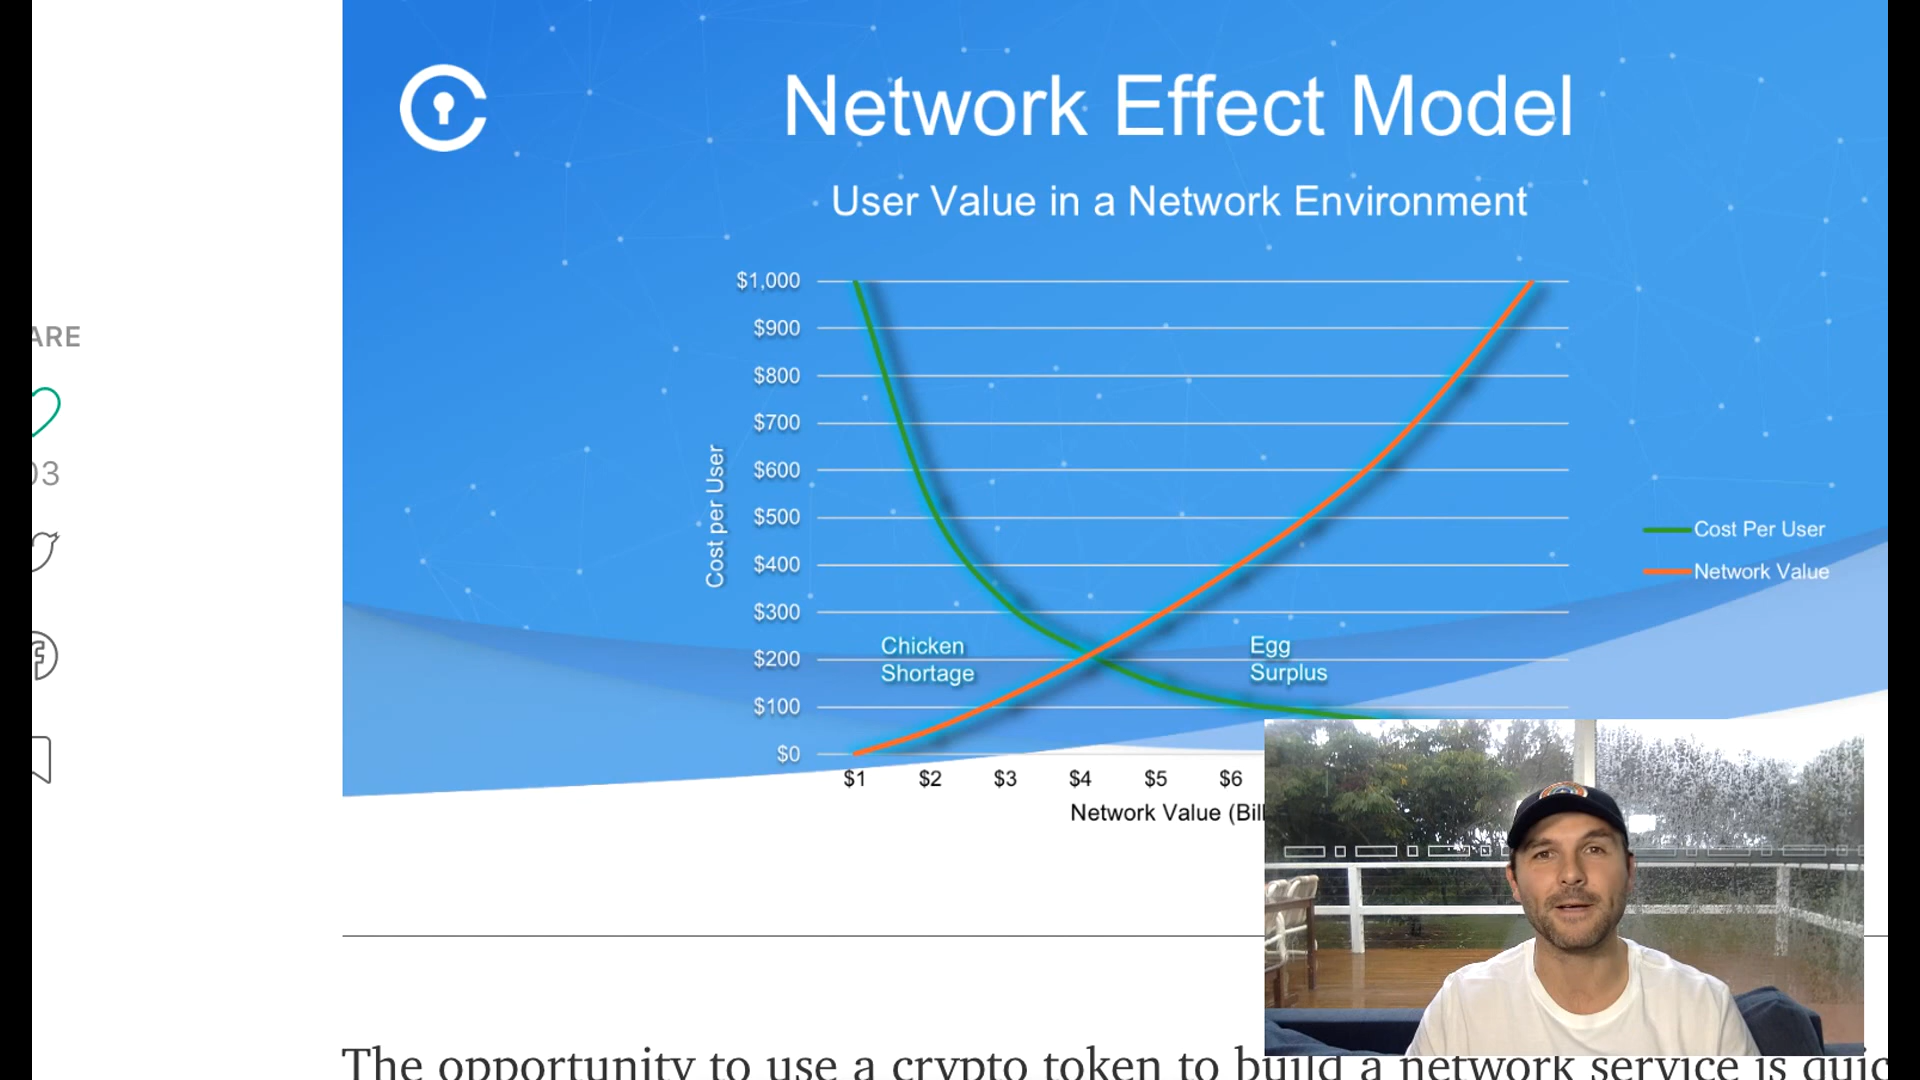 Network Effect Model
User Value in a Network Environment
$1,000
$900
$800
ARE
$700
03
$600
$500
Cost Per User
$400
Network Value
Cost per User
$300
Chicken
Shortage
Egg
Surplus
$200
$100
$0
$1 $2 $3 $4 $5 $6
Network Value (Bill
The opportunity to use a crypto token to build a network service is quic